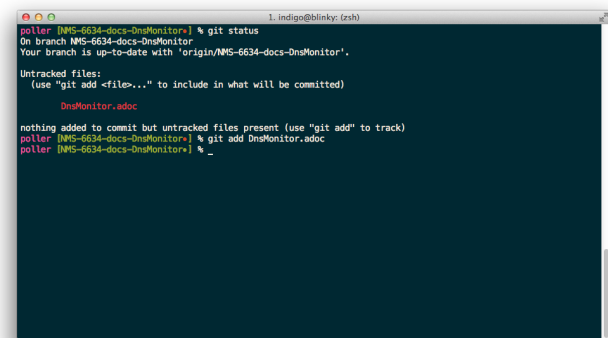 1. indigo@blinky: (zsh)
poller [NMS-6634-docs-DnsMonitor•] % git status
On branch NMS-6634-docs-DnsMonitor
Your branch is up-to-date with 'origin/NMS-6634-docs-DnsMonitor'.
Untracked files:
(use "git add <file>..." to include in what will be committed)
DnsMonitor.adoc
nothing added to commit but untracked files present (use "git add" to track)
poller [NMS-6634-docs-DnsMonitor•] % git add DnsMonitor.adoc
poller [NMS-6634-docs-DnsMonitor•] % _